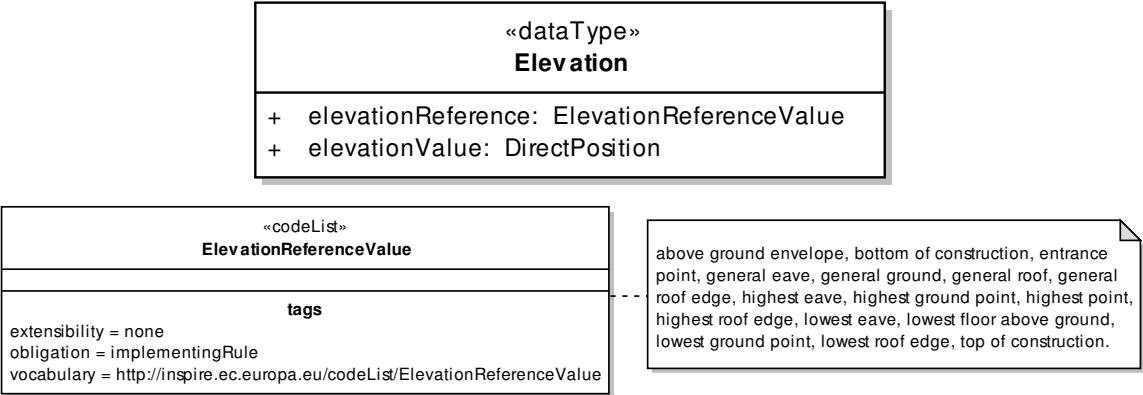 «dataType»
Elevation
+ elevationReference: ElevationReferenceValue
+ elevationValue: DirectPosition
«codeList»
ElevationReferenceValue
tags
extensibility = none
obligation = implementingRule
vocabulary = http://inspire.ec.europa.eu/codeList/ElevationReferenceValue
above ground envelope, bottom of construction, entrance
point, general eave, general ground, general roof, general
roof edge, highest eave, highest ground point, highest point,
highest roof edge, lowest eave, lowest floor above ground,
lowest ground point, lowest roof edge, top of construction.